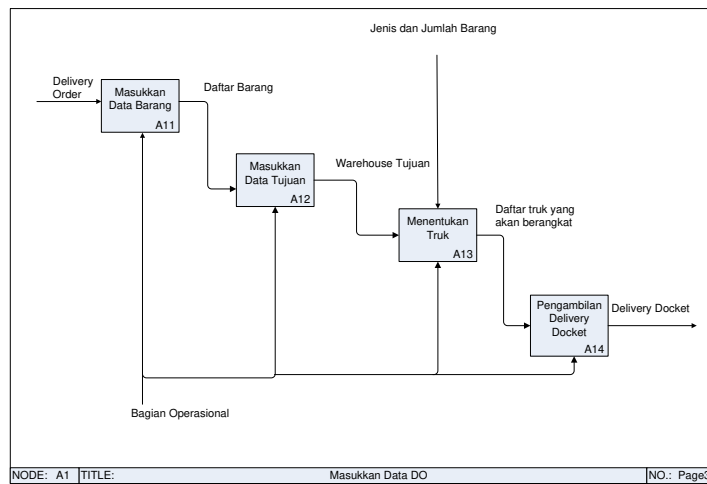 Jenis dan Jumlah Barang
Delivery
Order
Masukkan
Data Barang
A11
Daftar Barang
Masukkan
Data Tujuan
A12
Warehouse Tujuan
Menentukan
Truk
A13
Daftar truk yang
akan berangkat
Pengambilan
Delivery
Docket
A14
Delivery Docket
Bagian Operasional
NODE: A1 TITLE: Masukkan Data DO NO.: Page3